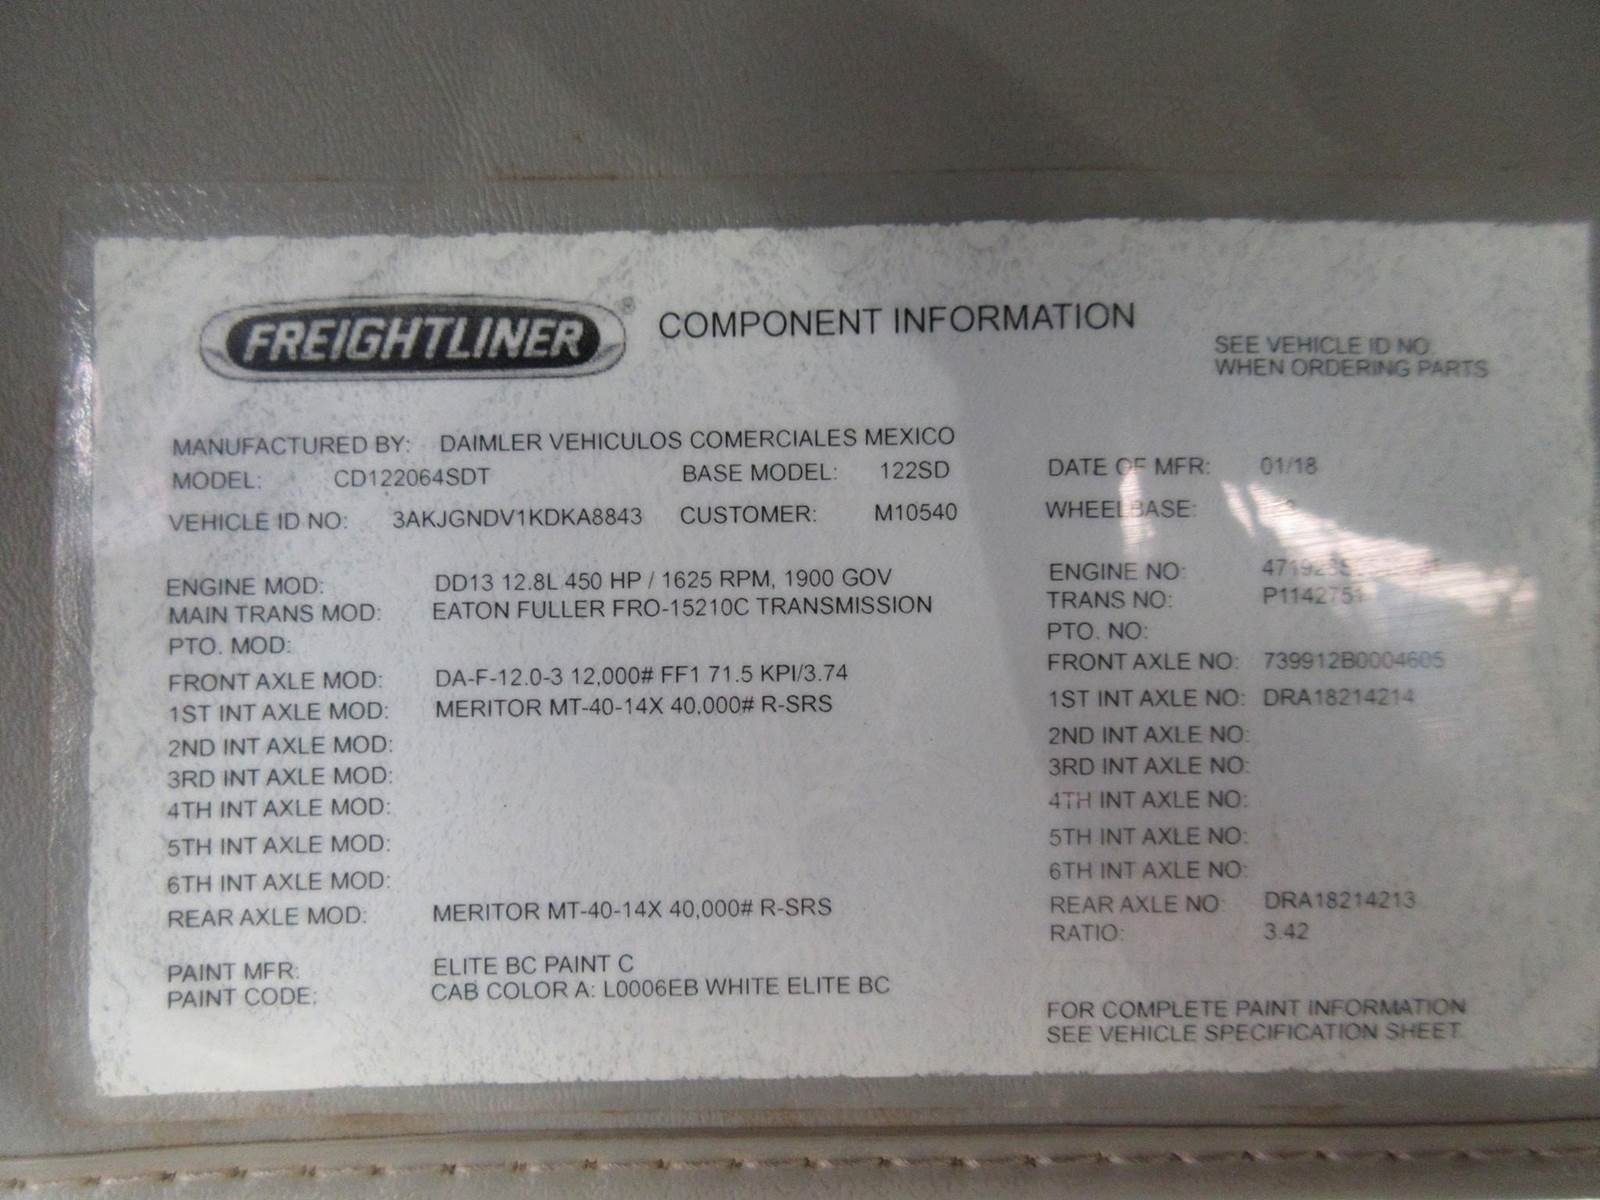 FREIGHTLINER® COMPONENT INFORMATION
SEE VEHICLE ID NO.
WHEN ORDERING PARTS
MANUFACTURED BY: DAIMLER VEHICULOS COMERCIALES MEXICO
MODEL: CD122064SDT BASE MODEL: 122SD DATE OF MFR: 01/18
VEHICLE ID NO: 3AKJGNDV1KDKA8843 CUSTOMER: M10540 WHEELBASE:
ENGINE MOD: DD13 12.8L 450 HP / 1625 RPM, 1900 GOV ENGINE NO:
MAIN TRANS MOD: EATON FULLER FRO-15210C TRANSMISSION TRANS NO: P1142751
PTO. MOD: PTO. NO:
FRONT AXLE MOD: DA-F-12.0-3 12,000# FF1 71.5 KPI/3.74 FRONT AXLE NO: 739912B0004605
1ST INT AXLE MOD: MERITOR MT-40-14X 40,000# R-SRS 1ST INT AXLE NO: DRA18214214
2ND INT AXLE MOD: 2ND INT AXLE NO:
3RD INT AXLE MOD: 3RD INT AXLE NO:
4TH INT AXLE MOD: 4TH INT AXLE NO:
5TH INT AXLE MOD: 5TH INT AXLE NO:
6TH INT AXLE MOD: 6TH INT AXLE NO:
REAR AXLE MOD: MERITOR MT-40-14X 40,000# R-SRS REAR AXLE NO: DRA18214213
RATIO: 3.42
PAINT MFR: ELITE BC PAINT C
PAINT CODE: CAB COLOR A: L0006EB WHITE ELITE BC
FOR COMPLETE PAINT INFORMATION
SEE VEHICLE SPECIFICATION SHEET.